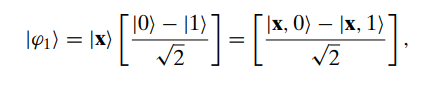 |φ₁⟩ = |𝐱⟩ [ (|0⟩ − |1⟩) / √2 ] = [ (|𝐱, 0⟩ − |𝐱, 1⟩) / √2 ],